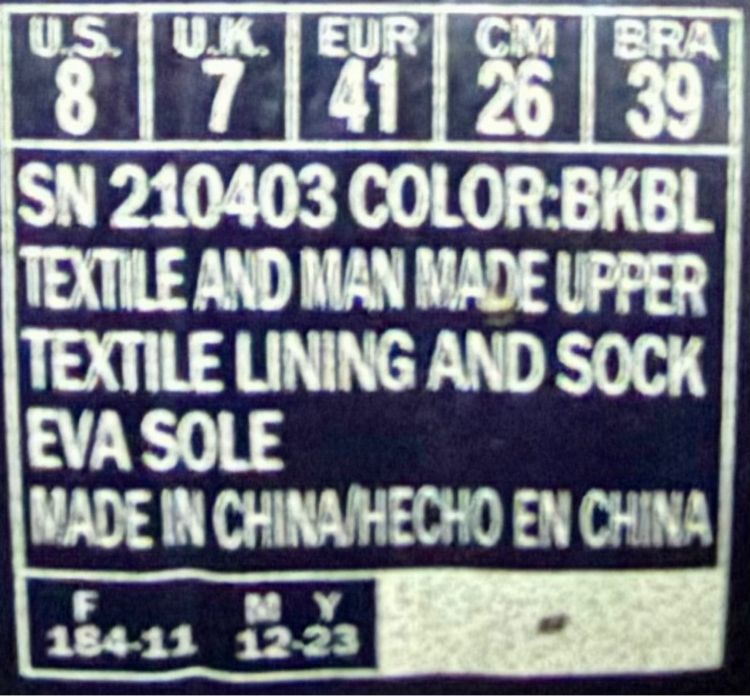 U.S. U.K. EUR CM BRA
8 7 41 26 39
SN 210403 COLOR:BKBL
TEXTILE AND MAN MADE UPPER
TEXTILE LINING AND SOCK
EVA SOLE
MADE IN CHINA/HECHO EN CHINA
F M Y
184-11 12-23